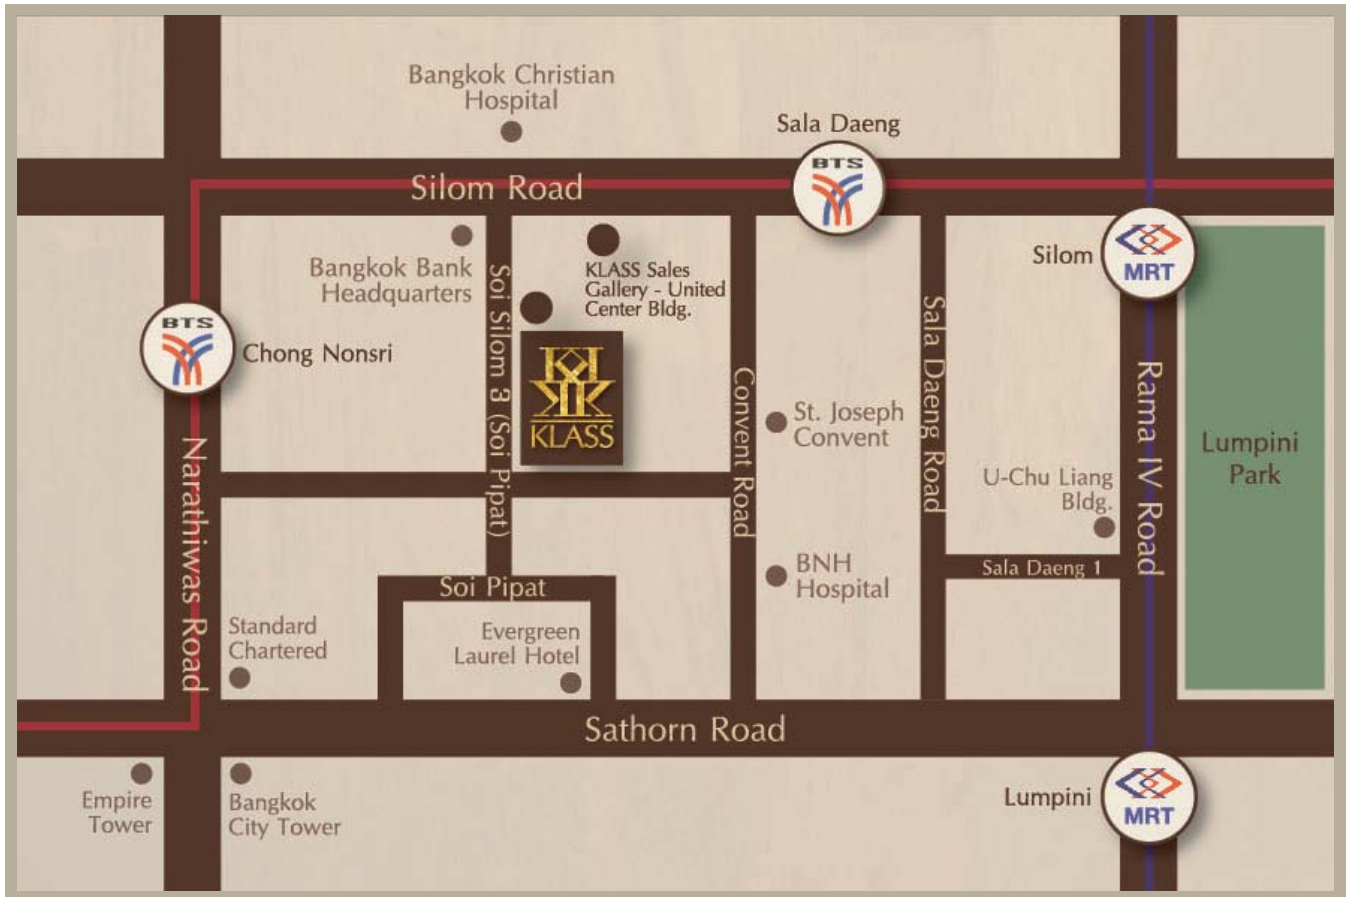 Bangkok Christian
Hospital
Sala Daeng
BTS
Silom Road
Bangkok Bank
Headquarters
Soi Silom 3 (Soi Pipat)
KLASS Sales
Gallery - United
Center Bldg.
Silom
MRT
BTS
Chong Nonsri
KLASS
Convent Road
St. Joseph
Convent
Sala Daeng Road
Rama IV Road
Lumpini
Park
U-Chu Liang
Bldg.
Narathiwas Road
BNH
Hospital
Sala Daeng 1
Soi Pipat
Standard
Chartered
Evergreen
Laurel Hotel
Sathorn Road
Empire
Tower
Bangkok
City Tower
Lumpini
MRT